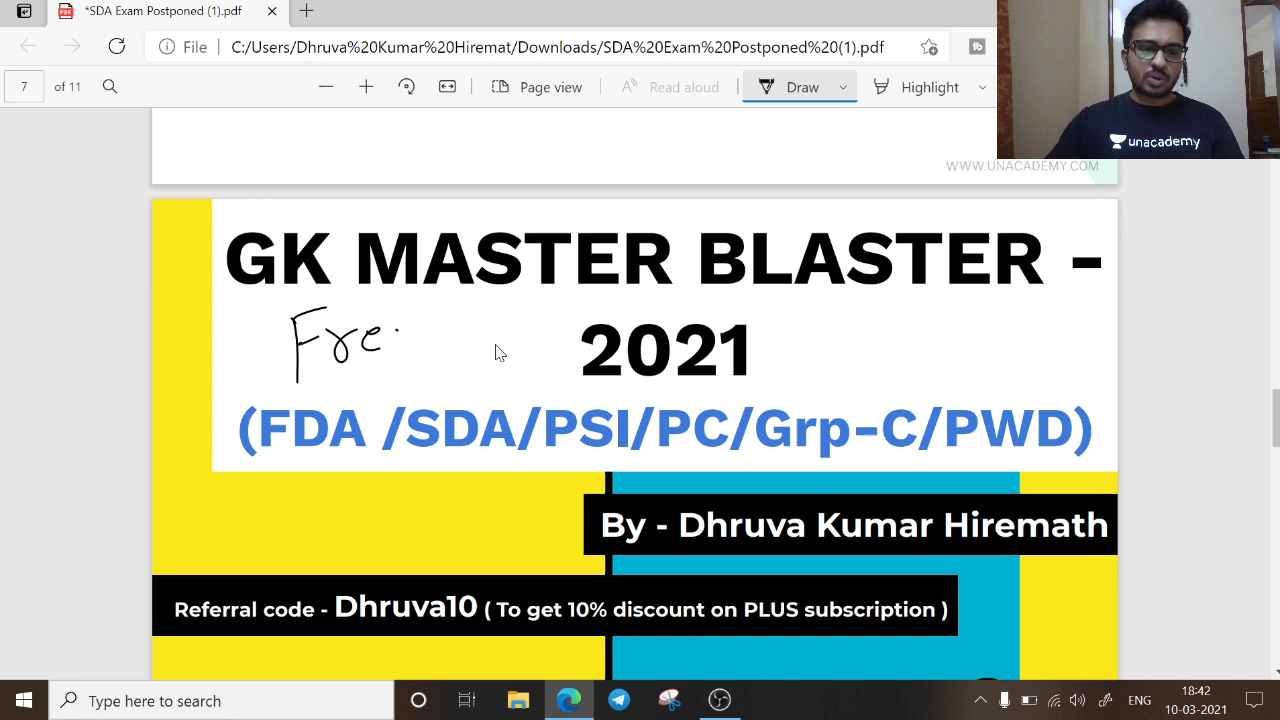 *SDA Exam Postponed (1).pdf
File C:/Users/Dhruva%20Kumar%20Hiremat/Downloads/SDA%20Exam%20Postponed%20(1).pdf
7 of 11 Page view Read aloud Draw Highlight
unacademy
WWW.UNACADEMY.COM
GK MASTER BLASTER -
2021
Fre
(FDA /SDA/PSI/PC/Grp-C/PWD)
By - Dhruva Kumar Hiremath
Referral code - Dhruva10 ( To get 10% discount on PLUS subscription )
Type here to search
ENG
18:42
10-03-2021